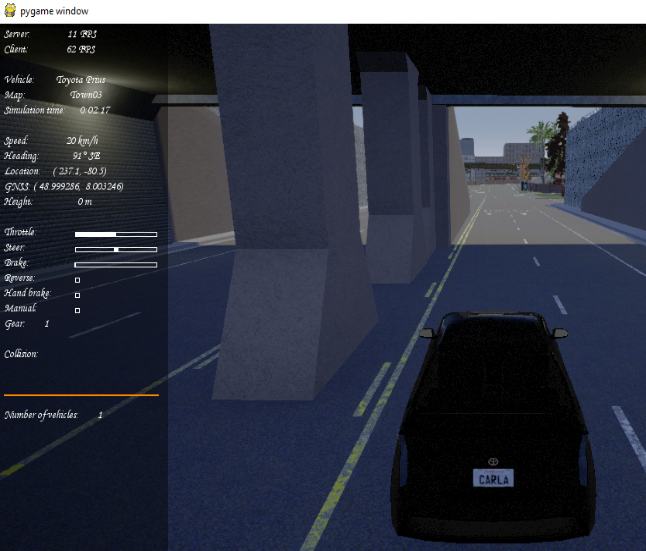 pygame window
Server: 11 FPS
Client: 62 FPS
Vehicle: Toyota Prius
Map: Town03
Simulation time 0:02:17
Speed: 20 km/h
Heading: 91° SE
Location: ( 237.1, -80.5)
GNSS: ( 48.999286, 8.003246)
Height: 0 m
Throttle:
Steer:
Brake:
Reverse:
Hand brake:
Manual:
Gear: 1
Collision:
Number of vehicles: 1
CARLA